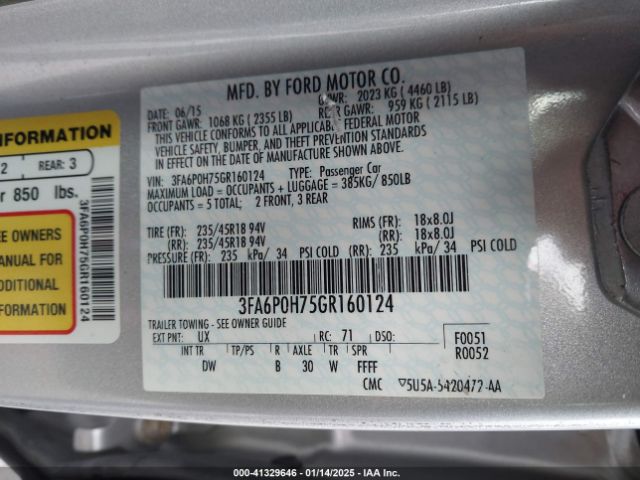 MFD. BY FORD MOTOR CO.
DATE: 06/15 GVWR: 2023 KG ( 4460 LB)
FRONT GAWR: 1068 KG ( 2355 LB) GAWR: 959 KG ( 2115 LB)
THIS VEHICLE CONFORMS TO ALL APPLICABLE FEDERAL MOTOR
VEHICLE SAFETY, BUMPER, AND THEFT PREVENTION STANDARDS
IN EFFECT ON THE DATE OF MANUFACTURE SHOWN ABOVE.
VIN: 3FA6P0H75GR160124 TYPE: Passenger Car
MAXIMUM LOAD = OCCUPANTS + LUGGAGE = 385KG/ 850LB
OCCUPANTS = 5 TOTAL; 2 FRONT, 3 REAR
TIRE (FR): 235/45R18 94V RIMS (FR): 18x8.0J
(RR): 235/45R18 94V (RR): 18x8.0J
PRESSURE (FR): 235 kPa/ 34 PSI COLD (RR): 235 kPa/ 34 PSI COLD
3FA6P0H75GR160124
TRAILER TOWING - SEE OWNER GUIDE
EXT PNT: UX RC: 71 DSO: F0051
R0052
INT TR TP/PS R AXLE TR SPR
DW B 30 W FFFF
CMC 5U5A-5420472-AA
INFORMATION
2 REAR: 3
850 lbs.
OWNERS
MANUAL FOR
ADDITIONAL
INFORMATION
3FA6P0H75GR160124
000-41329646 - 01/14/2025 - IAA Inc.